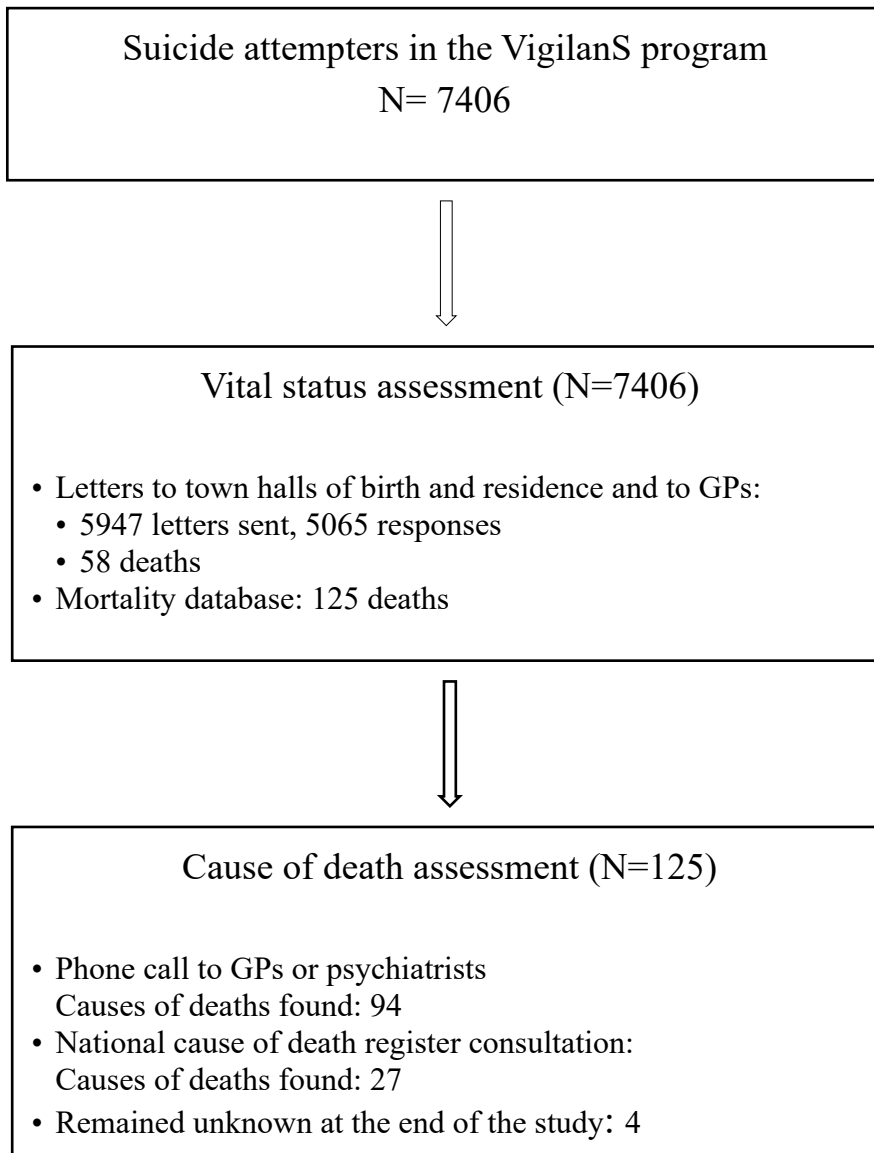 Suicide attempters in the VigilanS program
N= 7406
Vital status assessment (N=7406)
• Letters to town halls of birth and residence and to GPs:
• 5947 letters sent, 5065 responses
• 58 deaths
• Mortality database: 125 deaths
Cause of death assessment (N=125)
• Phone call to GPs or psychiatrists
Causes of deaths found: 94
• National cause of death register consultation:
Causes of deaths found: 27
• Remained unknown at the end of the study: 4